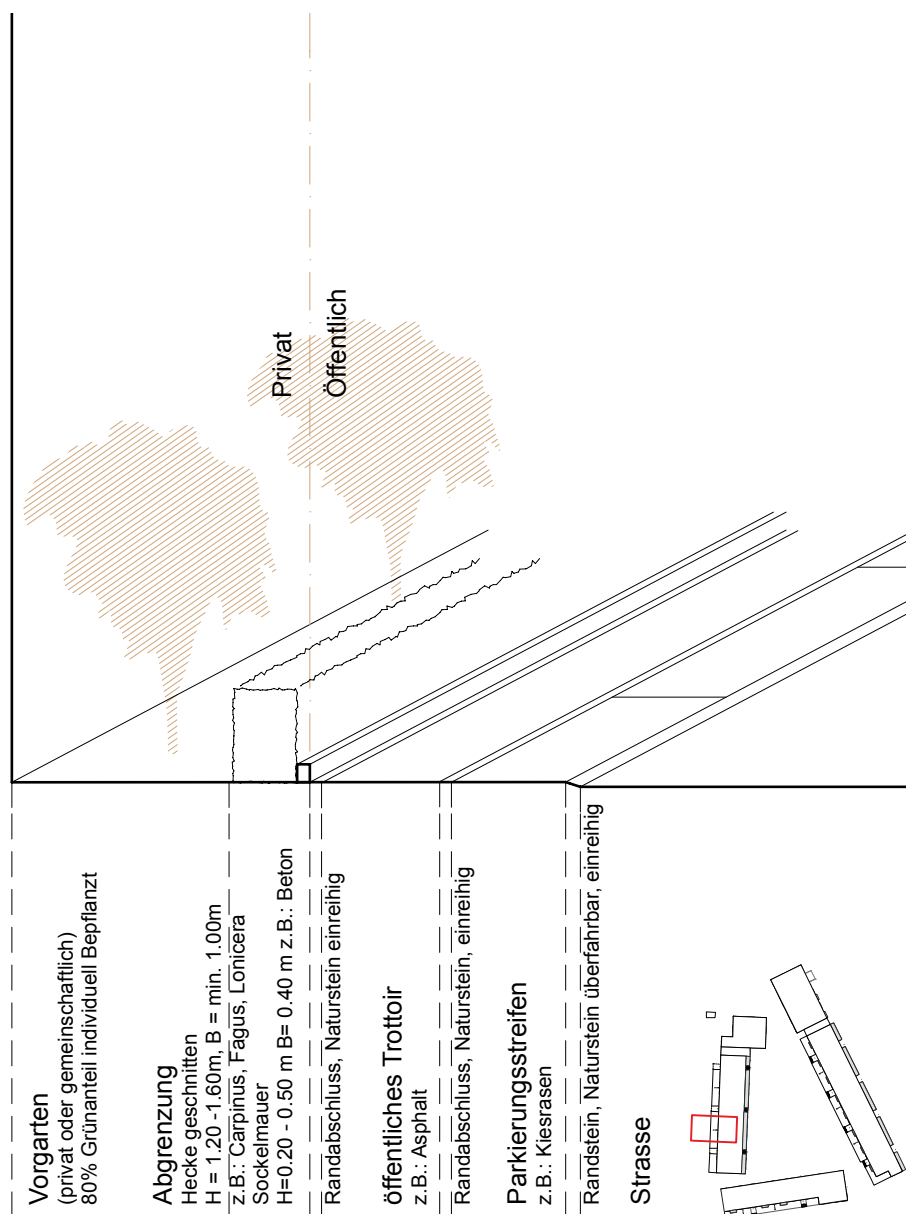 Privat
Öffentlich
Vorgarten
(privat oder gemeinschaftlich)
80% Grünanteil individuell Bepflanzt
Abgrenzung
Hecke geschnitten
H = 1.20 -1.60m, B = min. 1.00m
z.B.: Carpinus, Fagus, Lonicera
Sockelmauer
H=0.20 - 0.50 m B= 0.40 m z.B.: Beton
Randabschluss, Naturstein einreihig
öffentliches Trottoir
z.B.: Asphalt
Randabschluss, Naturstein, einreihig
Parkierungsstreifen
z.B.: Kiesrasen
Randstein, Naturstein überfahrbar, einreihig
Strasse